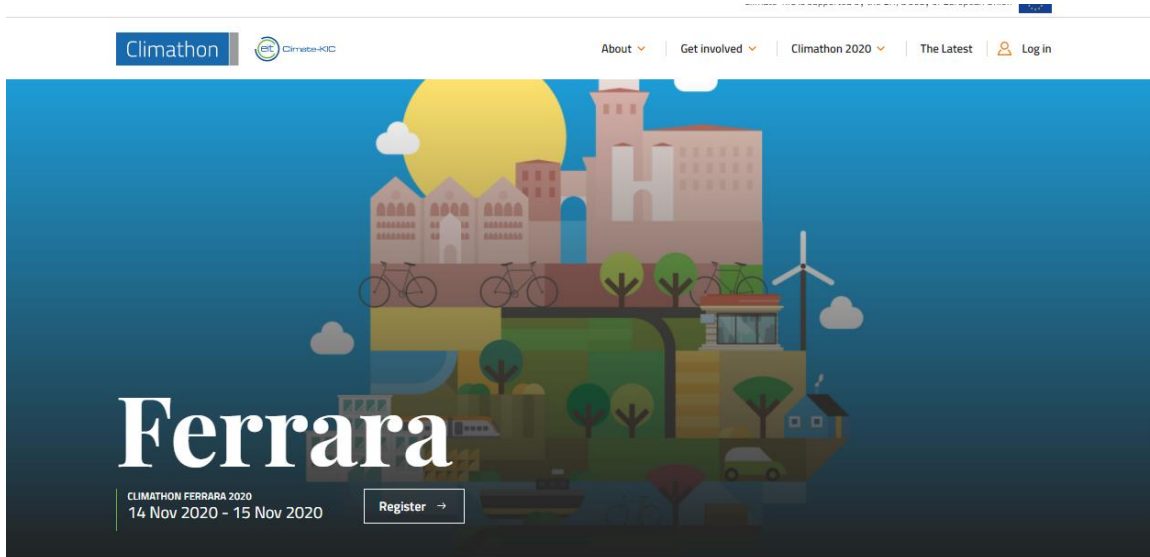 Climathon
eit Climate-KIC
About
Get involved
Climathon 2020
The Latest
Log in
Ferrara
CLIMATHON FERRARA 2020
14 Nov 2020 - 15 Nov 2020
Register →